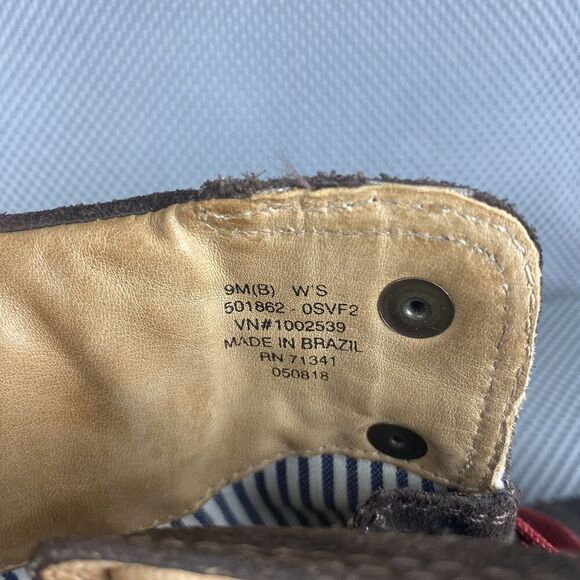 9M(B) W'S
501862 - 0SVF2
VN#1002539
MADE IN BRAZIL
RN 71341
050818